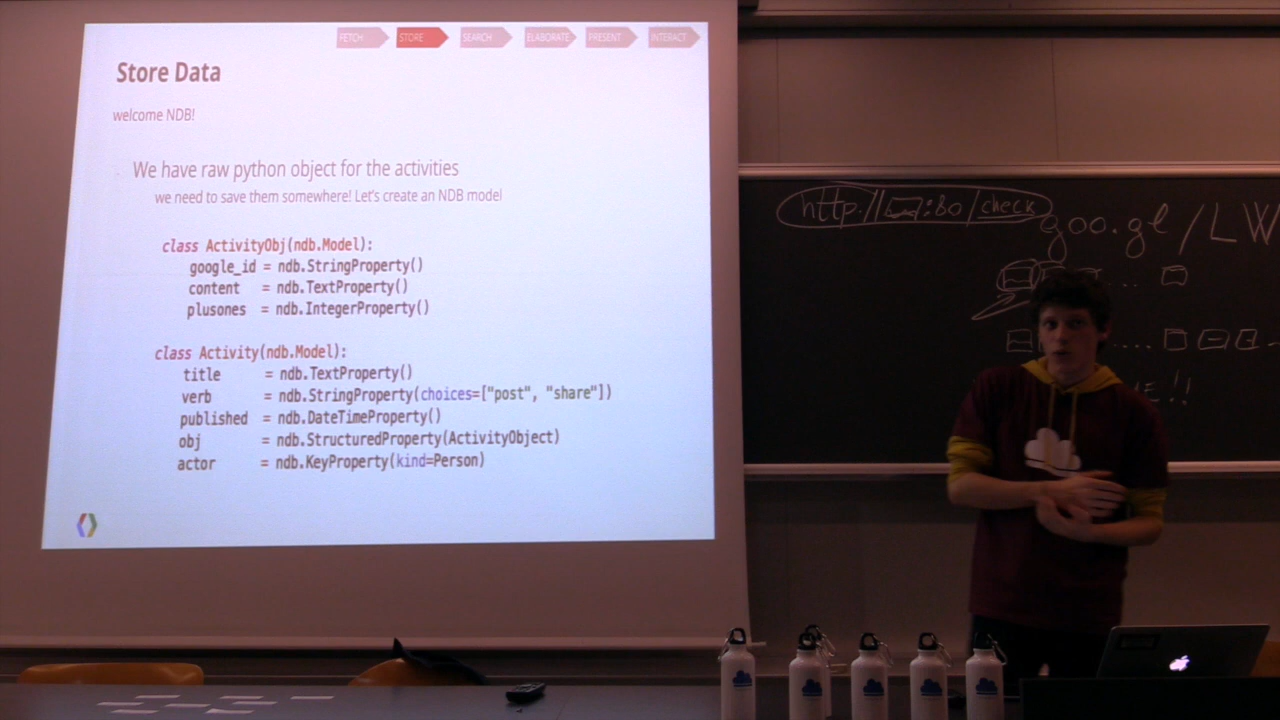 FETCH STORE SEARCH ELABORATE PRESENT INTERACT
Store Data
welcome NDB!
We have raw python object for the activities
we need to save them somewhere! Let's create an NDB model
class ActivityObj(ndb.Model):
google_id = ndb.StringProperty()
content = ndb.TextProperty()
plusones = ndb.IntegerProperty()
class Activity(ndb.Model):
title = ndb.TextProperty()
verb = ndb.StringProperty(choices=["post", "share"])
published = ndb.DateTimeProperty()
obj = ndb.StructuredProperty(ActivityObject)
actor = ndb.KeyProperty(kind=Person)
http:// :80/check
goo.gl/LW